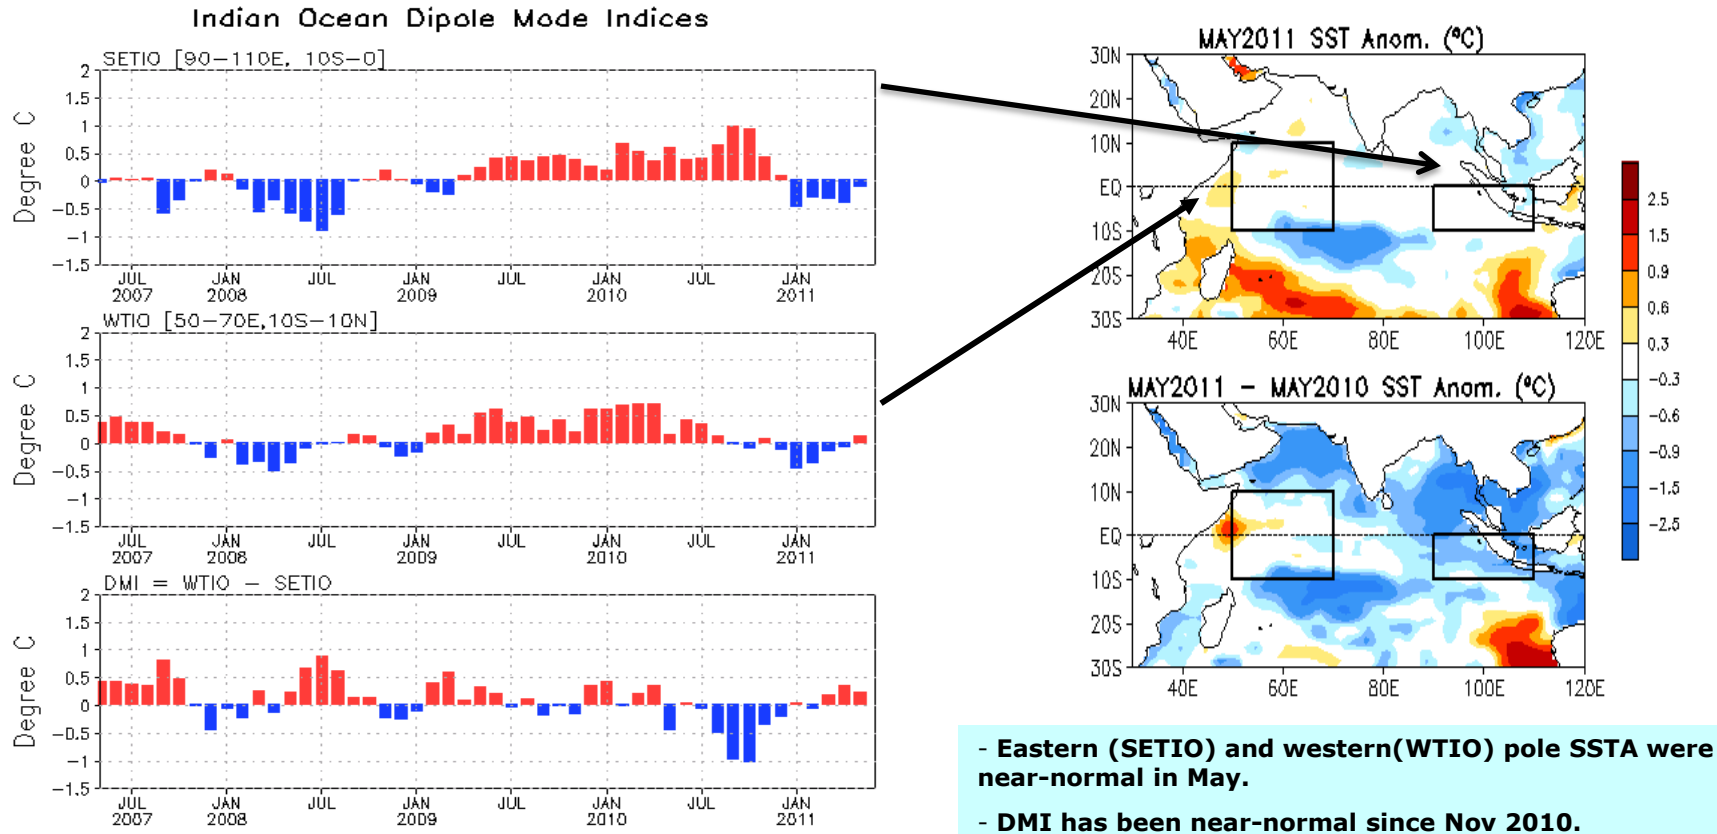 Indian Ocean Dipole Mode Indices
SETIO [90-110E, 10S-0]
Degree C
2
1.5
1
0.5
0
-0.5
-1
-1.5
JUL JAN JUL JAN JUL JAN JUL JAN
2007 2008 2009 2010 2011
WTIO [50-70E,10S-10N]
Degree C
2
1.5
1
0.5
0
-0.5
-1
-1.5
JUL JAN JUL JAN JUL JAN JUL JAN
2007 2008 2009 2010 2011
DMI = WTIO - SETIO
Degree C
2
1.5
1
0.5
0
-0.5
-1
-1.5
JUL JAN JUL JAN JUL JAN JUL JAN
2007 2008 2009 2010 2011
MAY2011 SST Anom. (ºC)
30N
20N
10N
EQ
10S
20S
30S
40E 60E 80E 100E 120E
MAY2011 - MAY2010 SST Anom. (ºC)
30N
20N
10N
EQ
10S
20S
30S
40E 60E 80E 100E 120E
2.5
1.5
0.9
0.6
0.3
-0.3
-0.6
-0.9
-1.5
-2.5
- Eastern (SETIO) and western(WTIO) pole SSTA were
near-normal in May.
- DMI has been near-normal since Nov 2010.